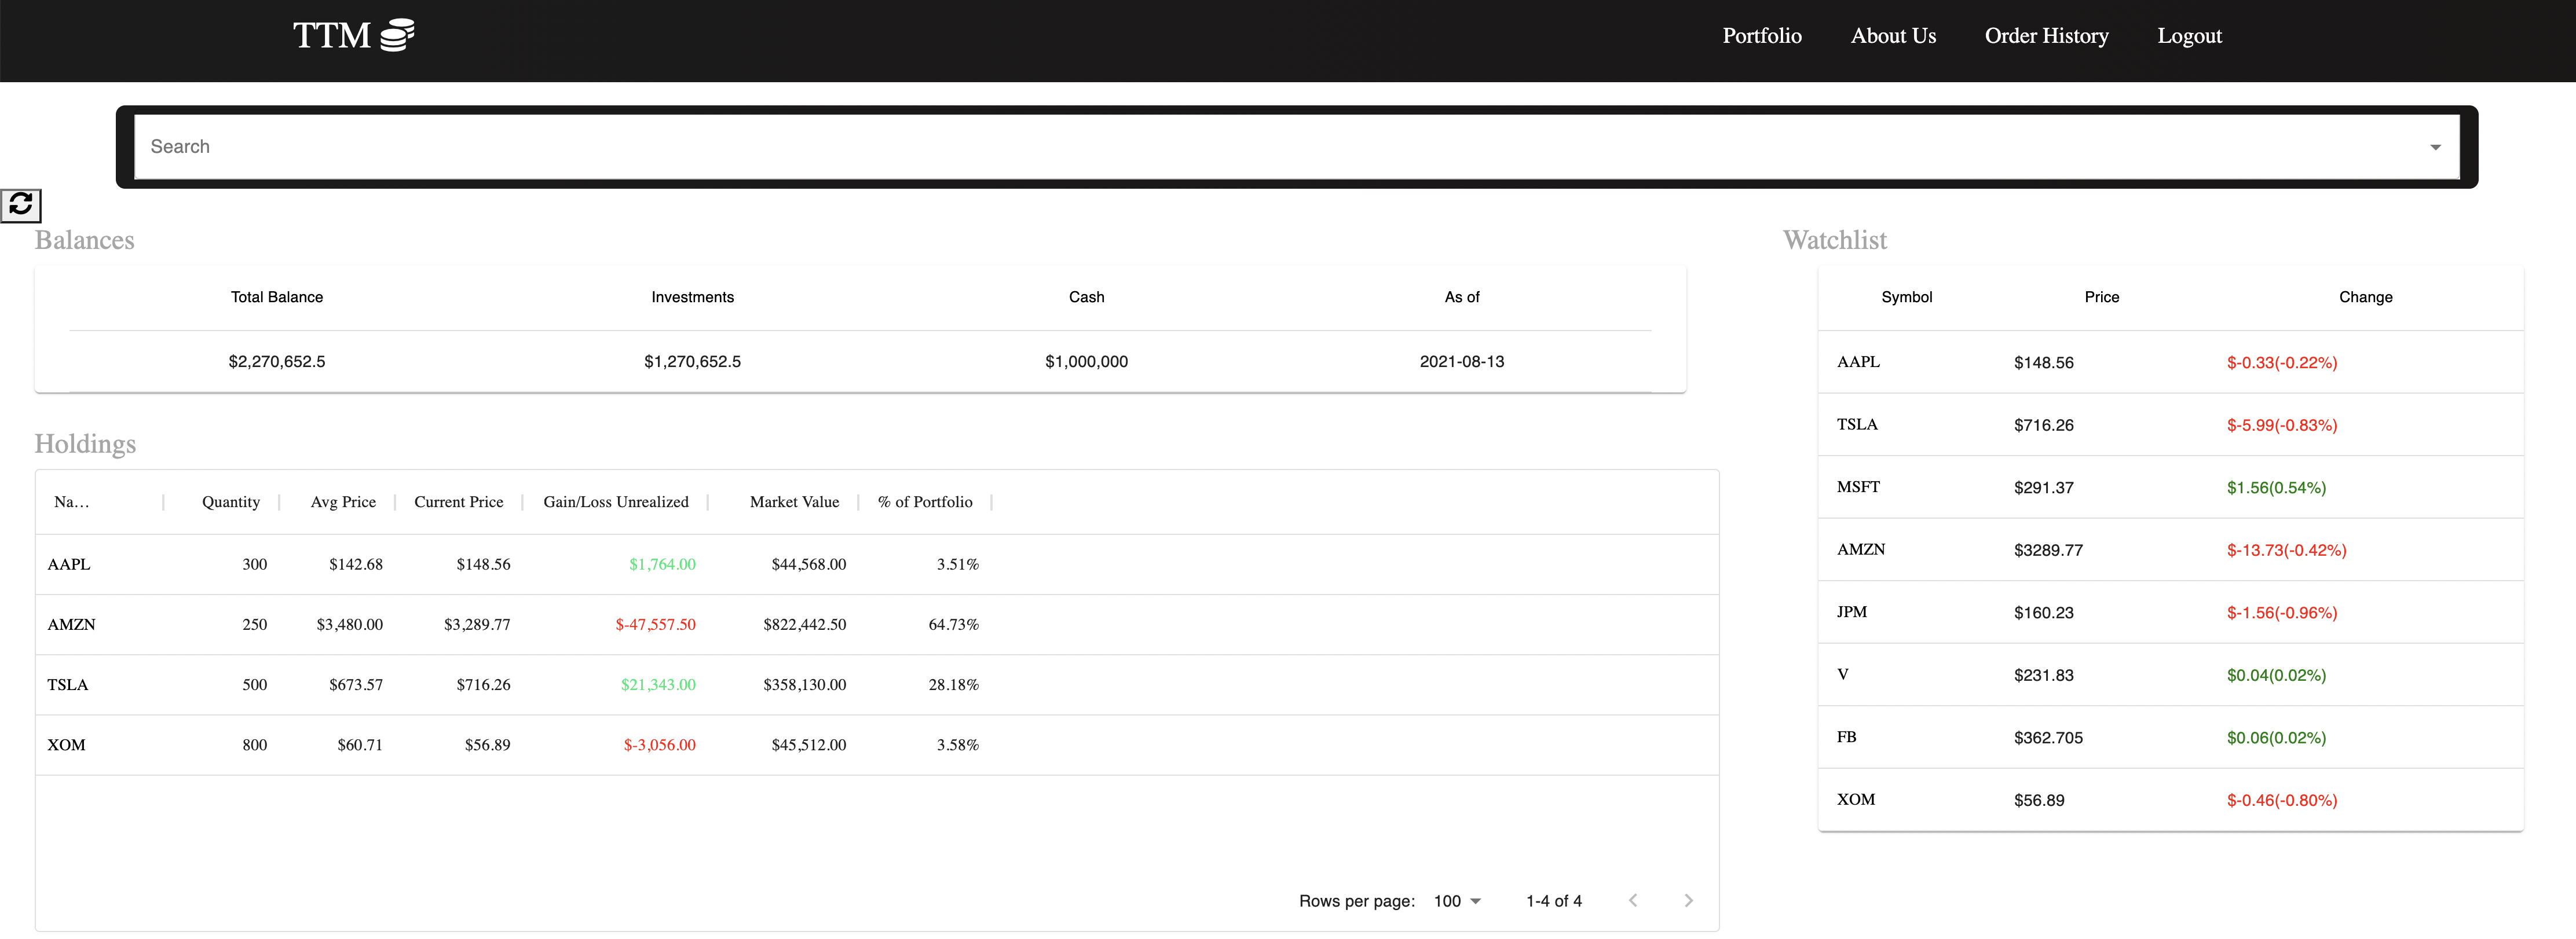 TTM Portfolio About Us Order History Logout
Search
Balances
Total Balance Investments Cash As of
$2,270,652.5 $1,270,652.5 $1,000,000 2021-08-13
Holdings
Na… Quantity Avg Price Current Price Gain/Loss Unrealized Market Value % of Portfolio
AAPL 300 $142.68 $148.56 $1,764.00 $44,568.00 3.51%
AMZN 250 $3,480.00 $3,289.77 $-47,557.50 $822,442.50 64.73%
TSLA 500 $673.57 $716.26 $21,343.00 $358,130.00 28.18%
XOM 800 $60.71 $56.89 $-3,056.00 $45,512.00 3.58%
Rows per page: 100 1-4 of 4
Watchlist
Symbol Price Change
AAPL $148.56 $-0.33(-0.22%)
TSLA $716.26 $-5.99(-0.83%)
MSFT $291.37 $1.56(0.54%)
AMZN $3289.77 $-13.73(-0.42%)
JPM $160.23 $-1.56(-0.96%)
V $231.83 $0.04(0.02%)
FB $362.705 $0.06(0.02%)
XOM $56.89 $-0.46(-0.80%)